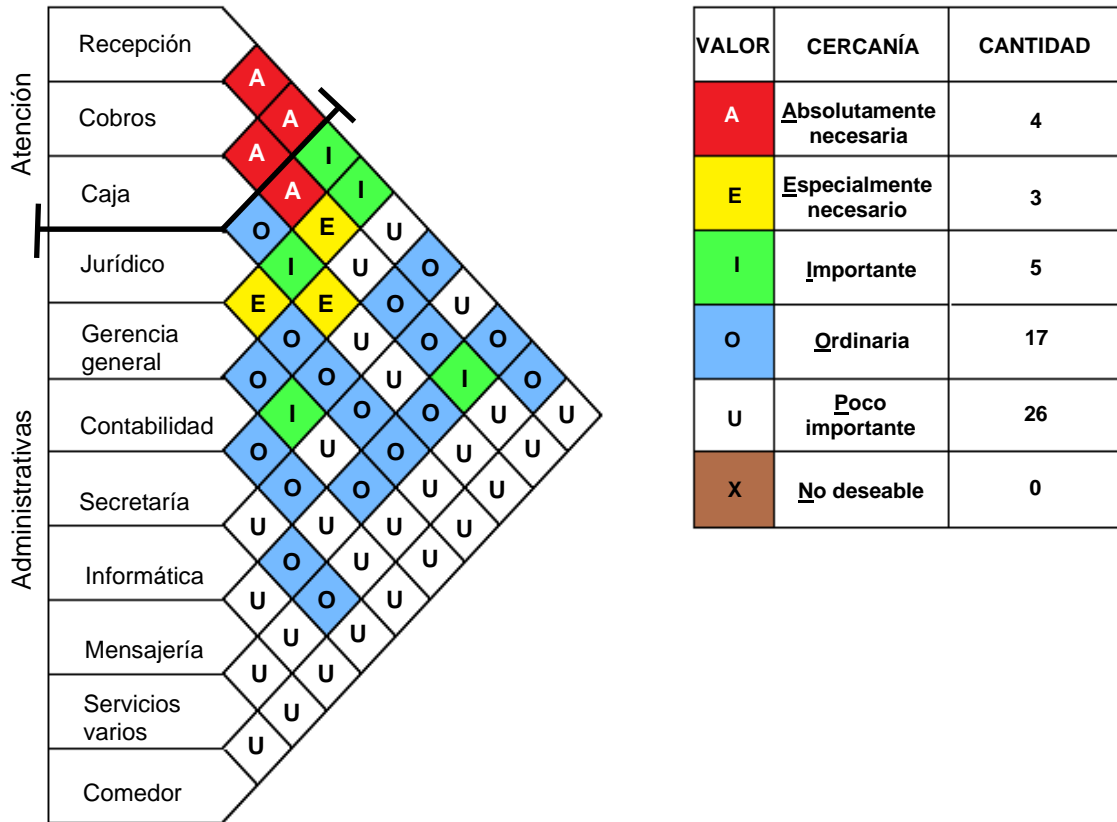 Atención
Administrativas
Recepción
A A I I U O U O O U
Cobros
A A E U O O I U U
Caja
O I E U U O U U
Jurídico
E O O O O U U
Gerencia
general
O I U O U U
Contabilidad
O O U U U
Secretaría
U O O U
Informática
U U U
Mensajería
U U
Servicios
varios
U
Comedor
VALOR CERCANÍA CANTIDAD
A Absolutamente
necesaria 4
E Especialmente
necesario 3
I Importante 5
O Ordinaria 17
U Poco
importante 26
X No deseable 0